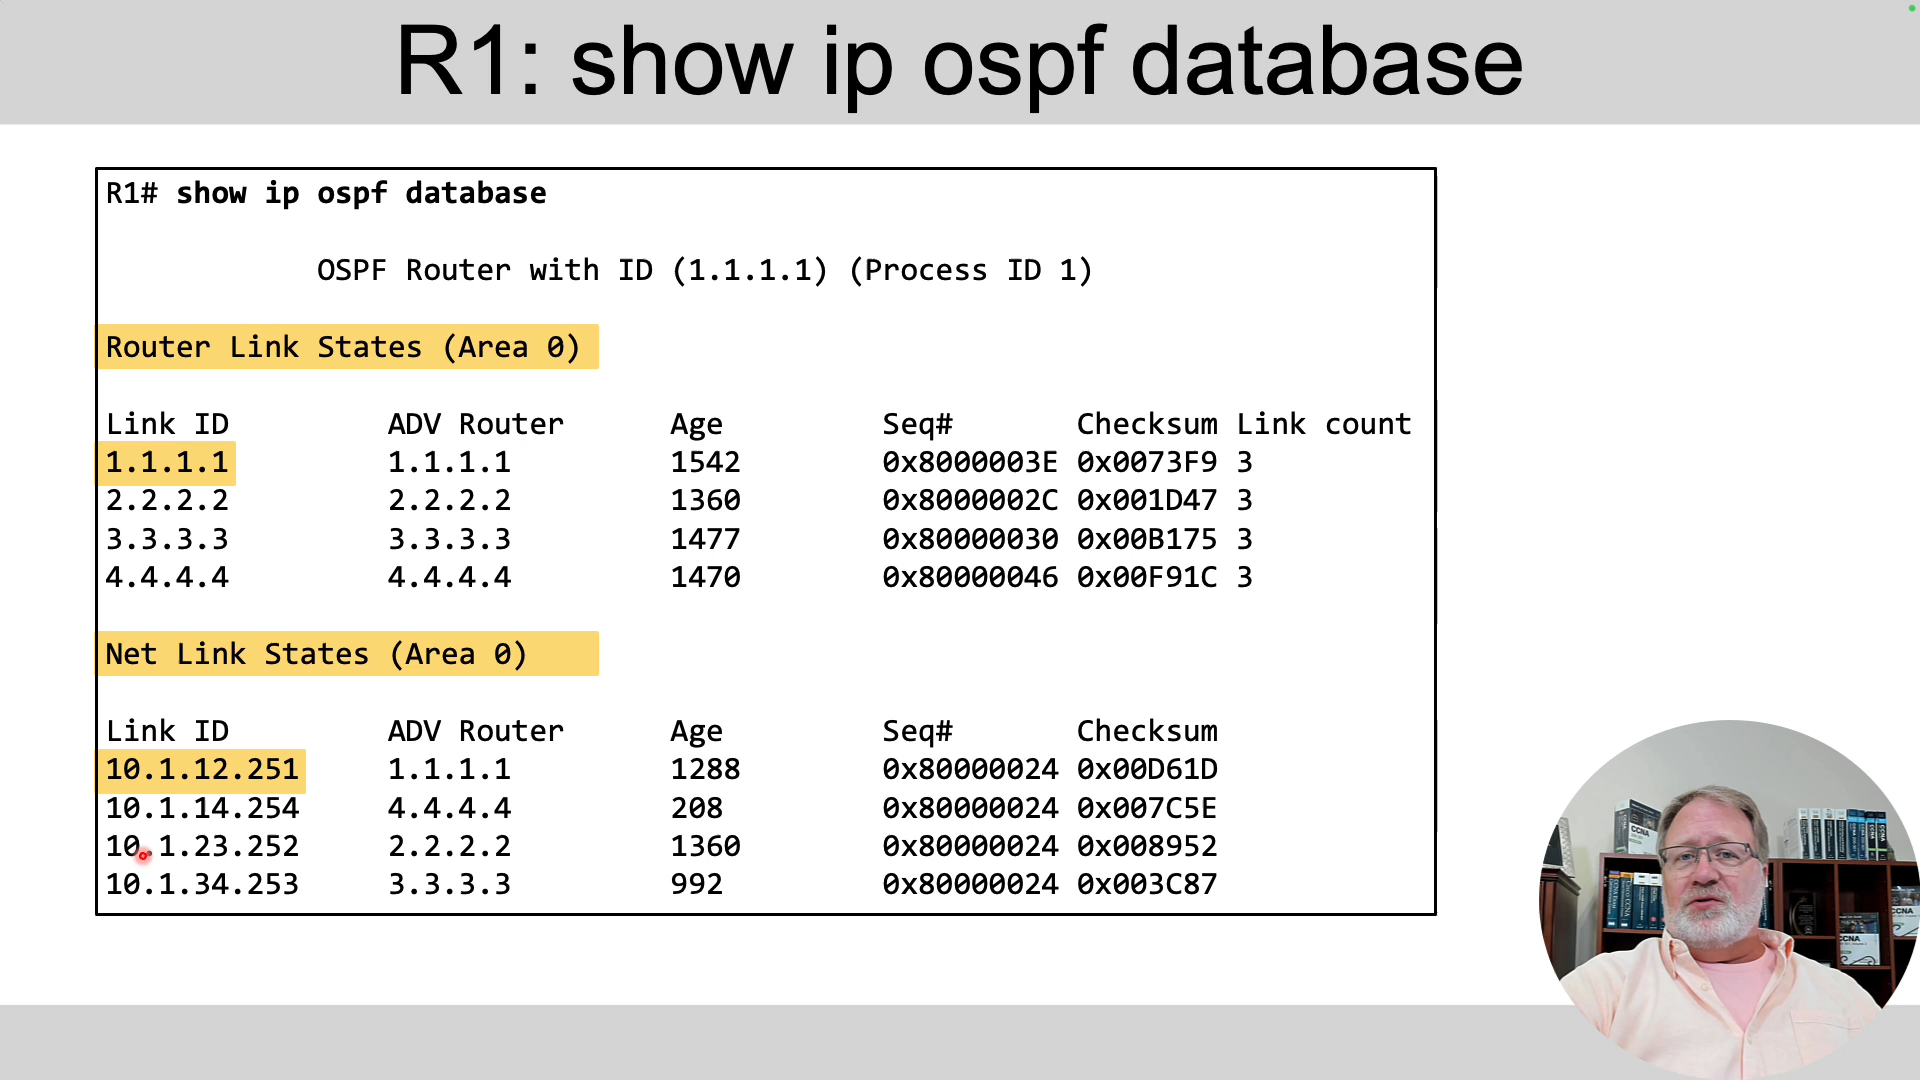 R1: show ip ospf database
R1# show ip ospf database
OSPF Router with ID (1.1.1.1) (Process ID 1)
Router Link States (Area 0)
Link ID ADV Router Age Seq# Checksum Link count
1.1.1.1 1.1.1.1 1542 0x8000003E 0x0073F9 3
2.2.2.2 2.2.2.2 1360 0x8000002C 0x001D47 3
3.3.3.3 3.3.3.3 1477 0x80000030 0x00B175 3
4.4.4.4 4.4.4.4 1470 0x80000046 0x00F91C 3
Net Link States (Area 0)
Link ID ADV Router Age Seq# Checksum
10.1.12.251 1.1.1.1 1288 0x80000024 0x00D61D
10.1.14.254 4.4.4.4 208 0x80000024 0x007C5E
10.1.23.252 2.2.2.2 1360 0x80000024 0x008952
10.1.34.253 3.3.3.3 992 0x80000024 0x003C87
CCNA
CCNA
CCNA